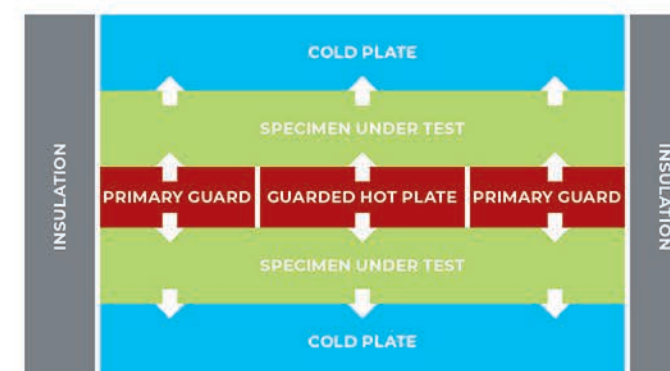 COLD PLATE
SPECIMEN UNDER TEST
INSULATION
PRIMARY GUARD
GUARDED HOT PLATE
PRIMARY GUARD
INSULATION
SPECIMEN UNDER TEST
COLD PLATE